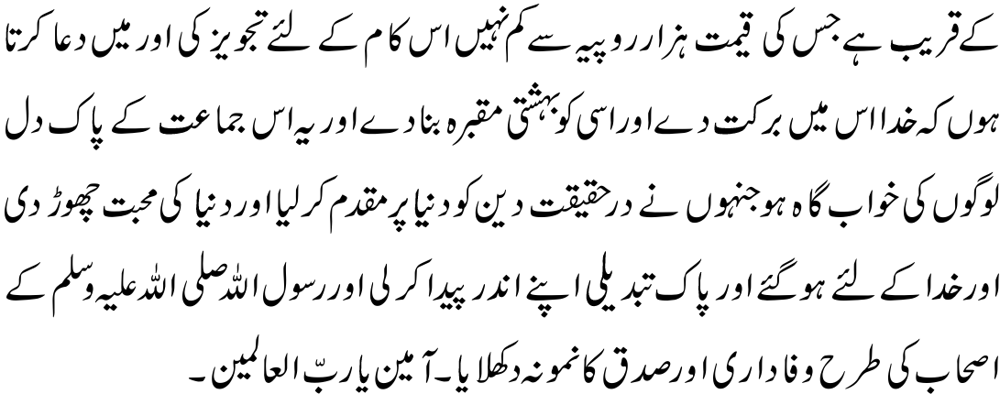 کے قریب ہے جس کی قیمت ہزار روپیہ سے کم نہیں اس کام کے لئے تجویز کی اور میں دعا کرتا
ہوں کہ خدا اس میں برکت دے اور اسی کو بہشتی مقبرہ بنا دے اور یہ اس جماعت کے پاک دل
لوگوں کی خواب گاہ ہو جنہوں نے درحقیقت دین کو دنیا پر مقدم کر لیا اور دنیا کی محبت چھوڑ دی
اور خدا کے لئے ہو گئے اور پاک تبدیلی اپنے اندر پیدا کر لی اور رسول اللہ صلی اللہ علیہ وسلم کے
اصحاب کی طرح وفاداری اور صدق کا نمونہ دکھلایا۔ آمین یا ربّ العالمین۔